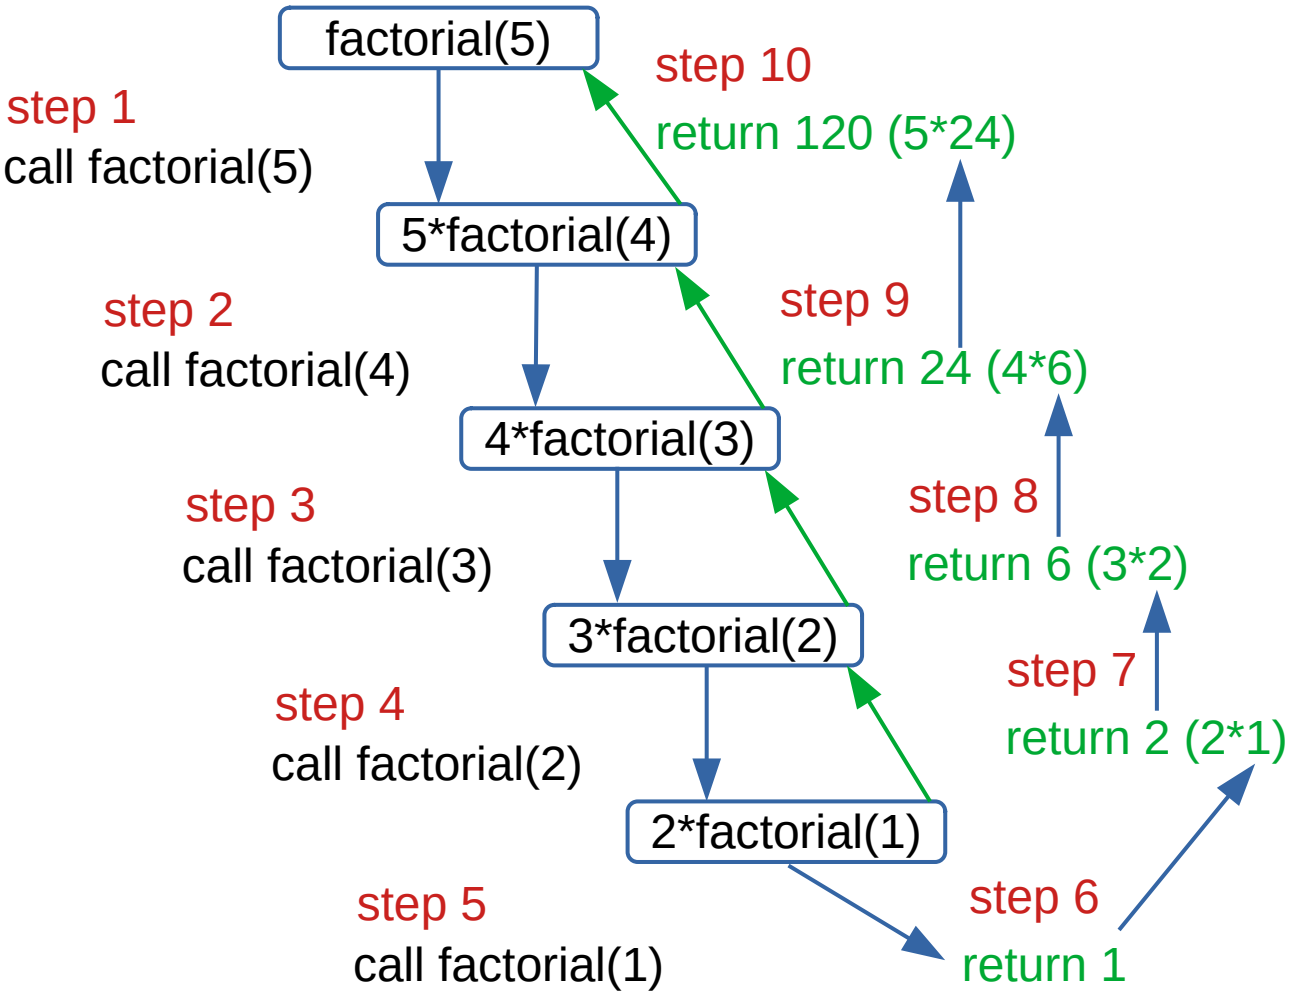 factorial(5)
step 1
call factorial(5)
5*factorial(4)
step 2
call factorial(4)
4*factorial(3)
step 3
call factorial(3)
3*factorial(2)
step 4
call factorial(2)
2*factorial(1)
step 5
call factorial(1)
step 6
return 1
step 7
return 2 (2*1)
step 8
return 6 (3*2)
step 9
return 24 (4*6)
step 10
return 120 (5*24)